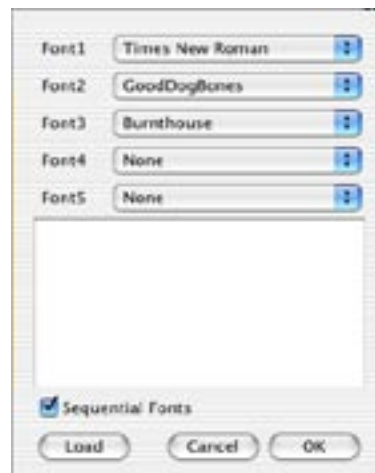 Font1 Times New Roman
Font2 GoodDogBones
Font3 Burnthouse
Font4 None
Font5 None
Sequential Fonts
Load Cancel OK